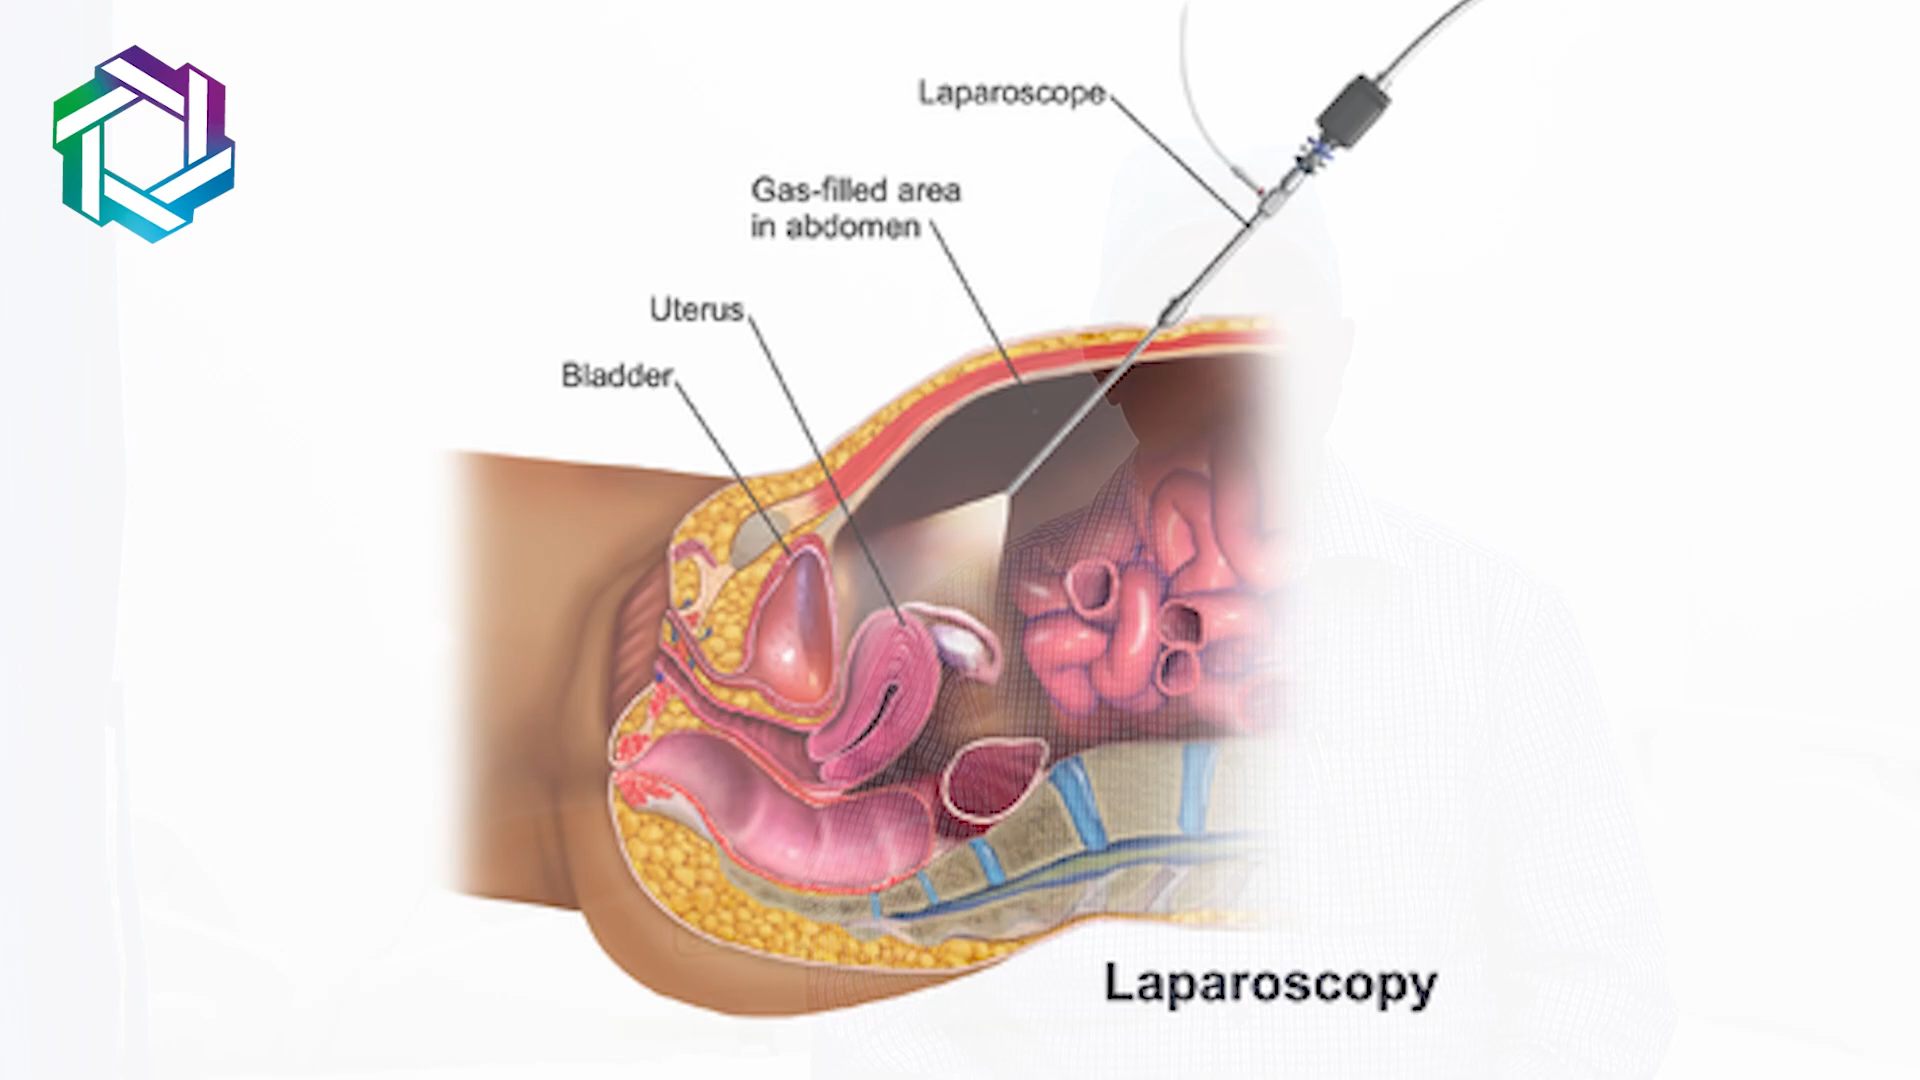 Laparoscope
Gas-filled area
in abdomen
Uterus
Bladder
Laparoscopy